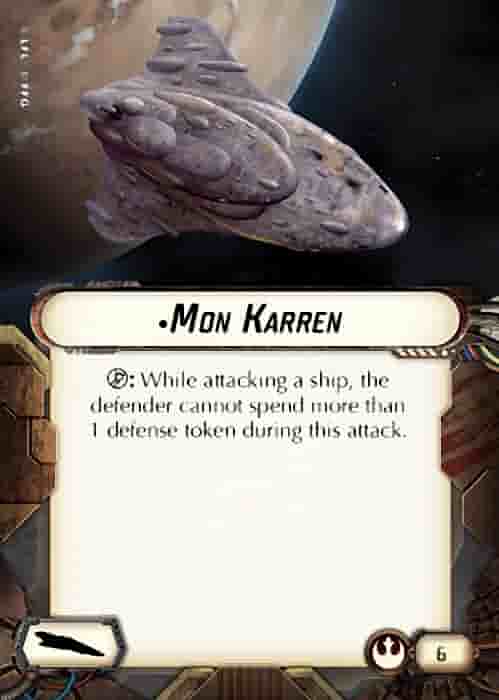 •Mon Karren
: While attacking a ship, the
defender cannot spend more than
1 defense token during this attack.
6